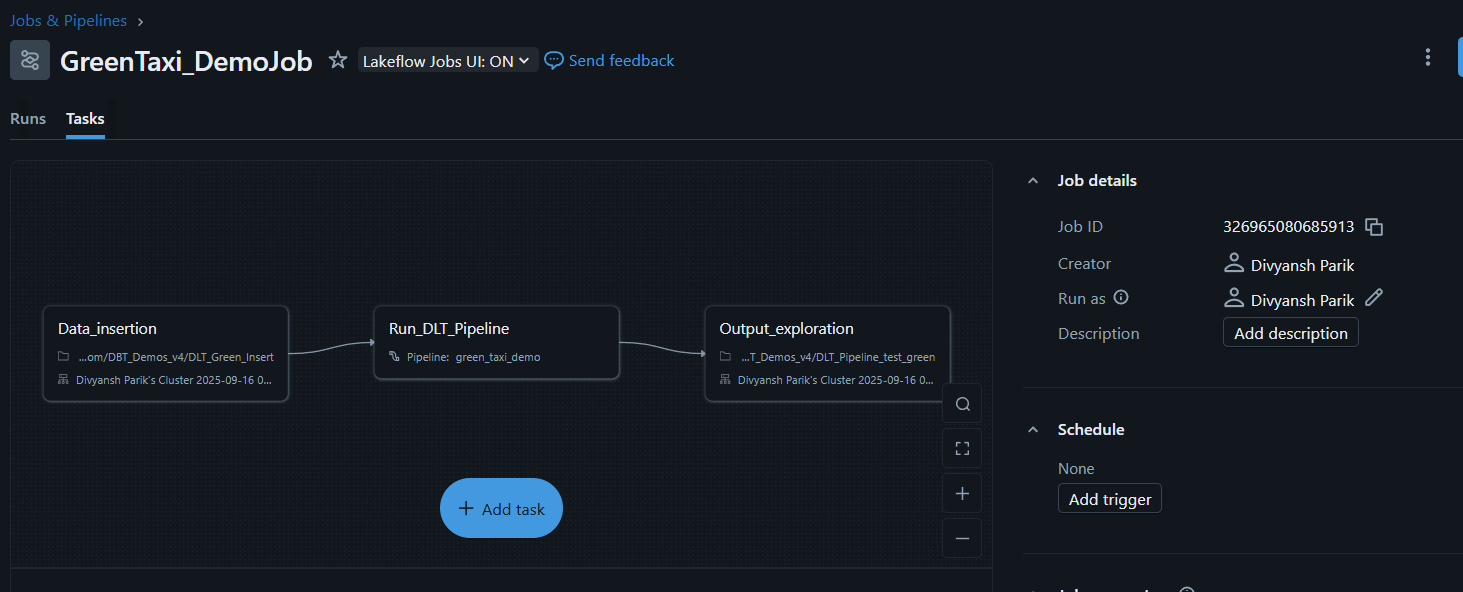 Jobs & Pipelines ›
GreenTaxi_DemoJob
Lakeflow Jobs UI: ON
Send feedback
Runs
Tasks
Data_insertion
...om/DBT_Demos_v4/DLT_Green_Insert
Divyansh Parik's Cluster 2025-09-16 0...
Run_DLT_Pipeline
Pipeline: green_taxi_demo
Output_exploration
...T_Demos_v4/DLT_Pipeline_test_green
Divyansh Parik's Cluster 2025-09-16 0...
+ Add task
Job details
Job ID 326965080685913
Creator Divyansh Parik
Run as Divyansh Parik
Description Add description
Schedule
None
Add trigger